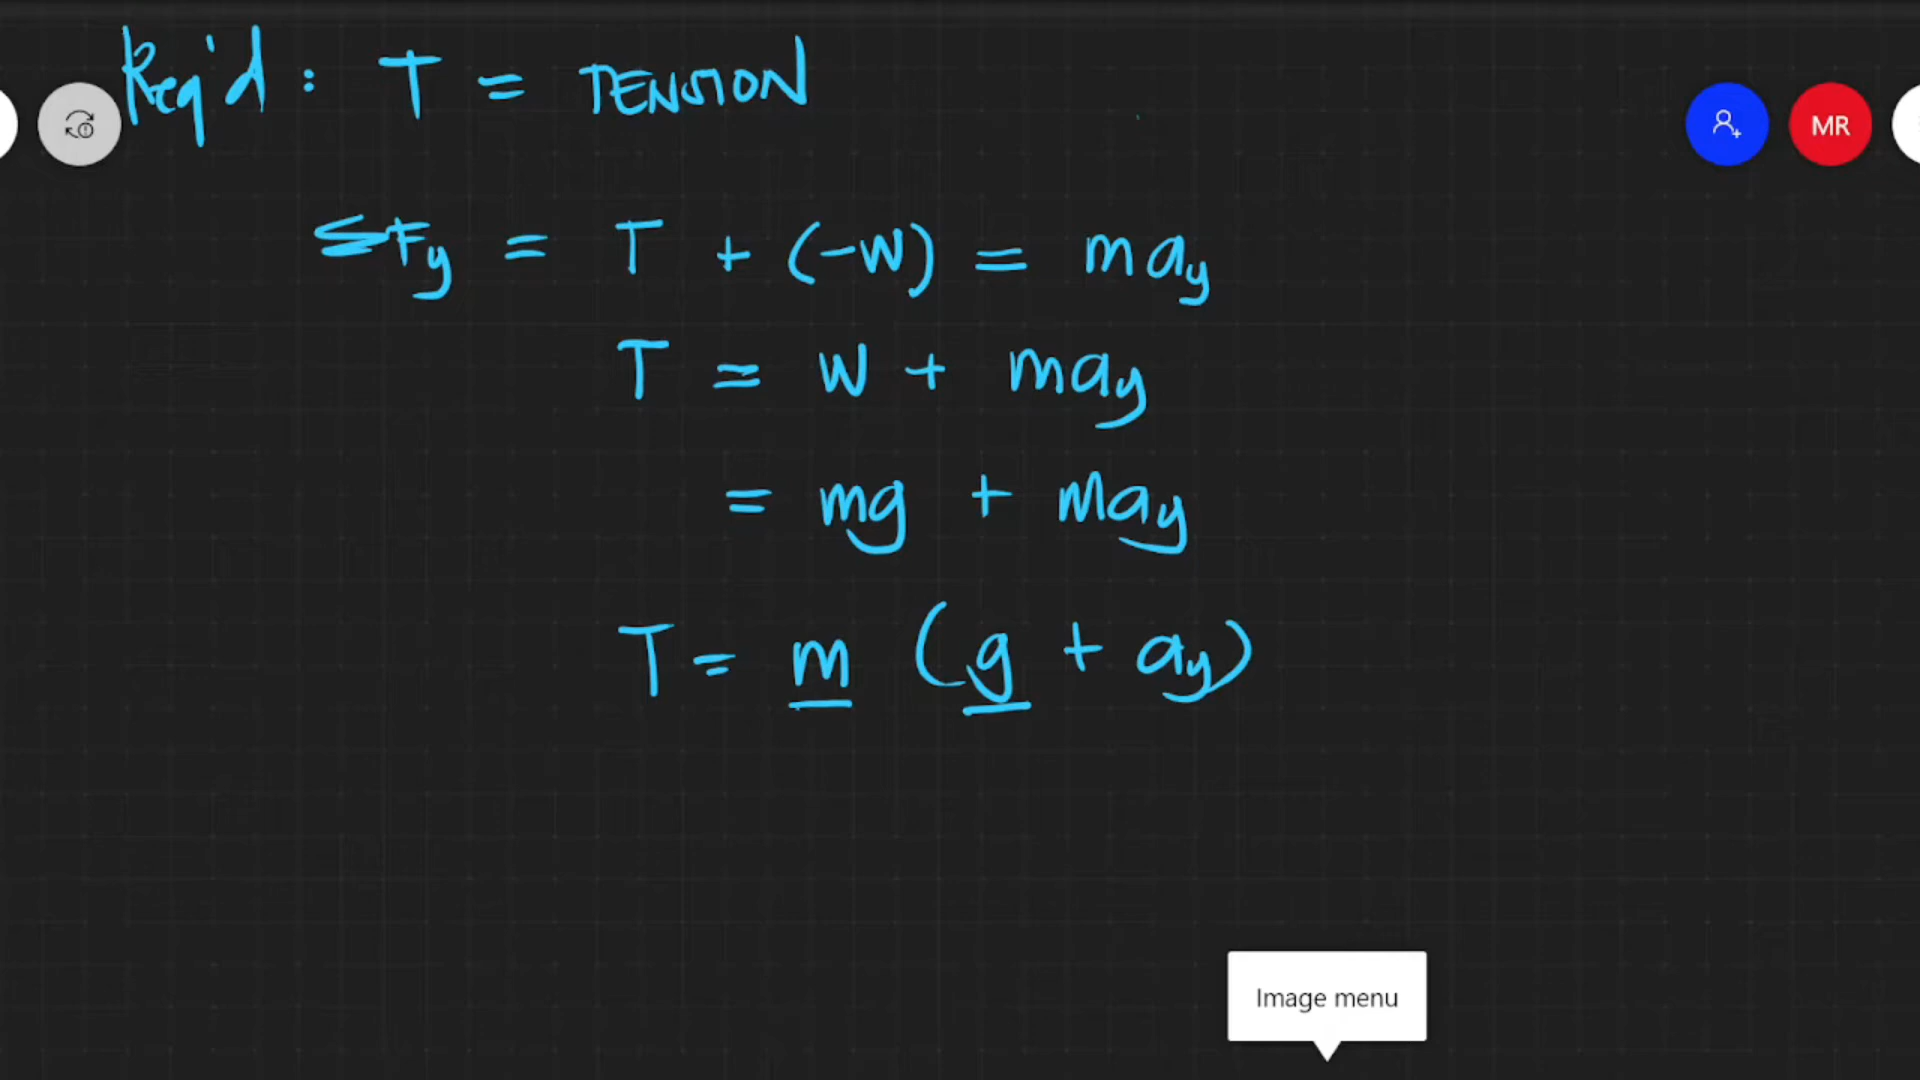 Req'd : T = TENSION
MR
ΣFy = T + (-W) = may
T = W + may
= mg + may
T = m (g + ay)
Image menu